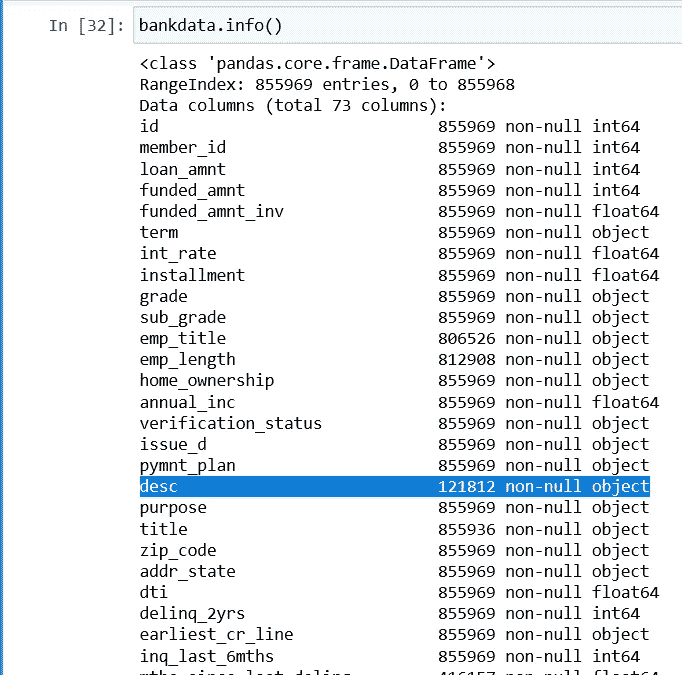 In [32]: bankdata.info()
<class 'pandas.core.frame.DataFrame'>
RangeIndex: 855969 entries, 0 to 855968
Data columns (total 73 columns):
id 855969 non-null int64
member_id 855969 non-null int64
loan_amnt 855969 non-null int64
funded_amnt 855969 non-null int64
funded_amnt_inv 855969 non-null float64
term 855969 non-null object
int_rate 855969 non-null float64
installment 855969 non-null float64
grade 855969 non-null object
sub_grade 855969 non-null object
emp_title 806526 non-null object
emp_length 812908 non-null object
home_ownership 855969 non-null object
annual_inc 855969 non-null float64
verification_status 855969 non-null object
issue_d 855969 non-null object
pymnt_plan 855969 non-null object
desc 121812 non-null object
purpose 855969 non-null object
title 855936 non-null object
zip_code 855969 non-null object
addr_state 855969 non-null object
dti 855969 non-null float64
delinq_2yrs 855969 non-null int64
earliest_cr_line 855969 non-null object
inq_last_6mths 855969 non-null int64